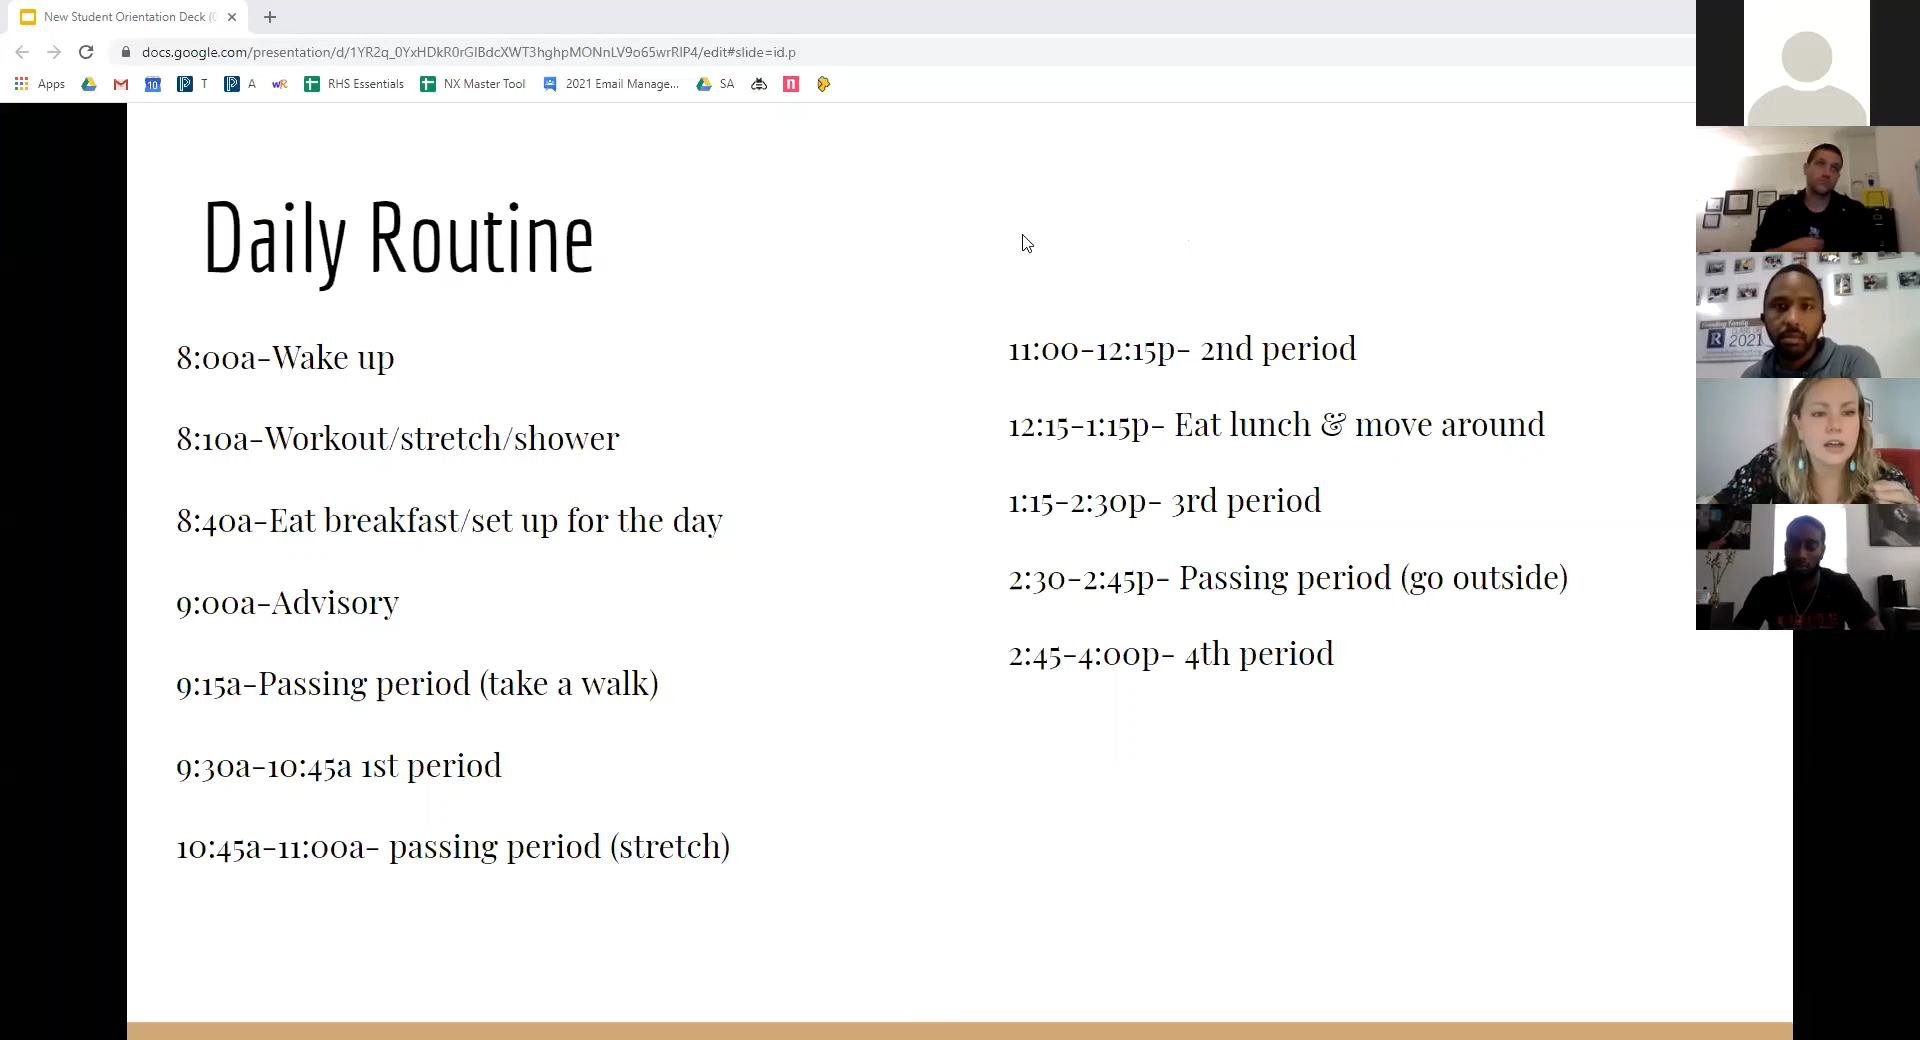 New Student Orientation Deck (
docs.google.com/presentation/d/1YR2q_0YxHDkR0rGIBdcXWT3hghpMONnLV9o65wrRlP4/edit#slide=id.p
Apps
10
T
A
wR
RHS Essentials
NX Master Tool
2021 Email Manage...
SA
n
Daily Routine
8:00a-Wake up
8:10a-Workout/stretch/shower
8:40a-Eat breakfast/set up for the day
9:00a-Advisory
9:15a-Passing period (take a walk)
9:30a-10:45a 1st period
10:45a-11:00a- passing period (stretch)
11:00-12:15p- 2nd period
12:15-1:15p- Eat lunch & move around
1:15-2:30p- 3rd period
2:30-2:45p- Passing period (go outside)
2:45-4:00p- 4th period
R
CLASS OF
2021